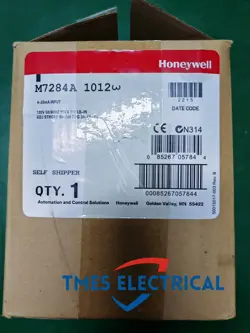 Honeywell
M7284A 1012ω
4-20mA INPUT
2215
DATE CODE
N314
0 85267 05784 4
SELF SHIPPER
QTY. 1
00085267057844
Automation and Control Solutions Honeywell Golden Valley, MN 55422
TMES ELECTRICAL